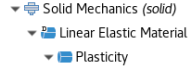 Solid Mechanics (solid)
Linear Elastic Material
Plasticity